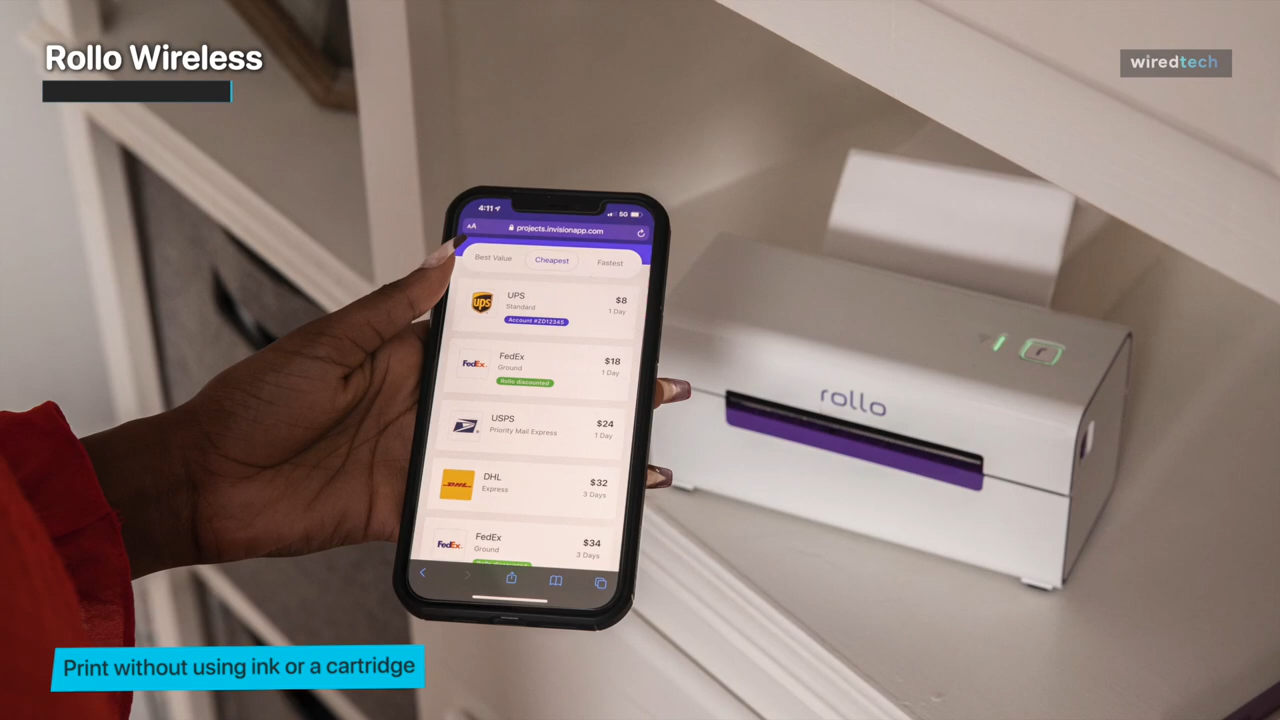 Rollo Wireless
wiredtech
4:11
5G
AA
projects.invisionapp.com
Best Value
Cheapest
Fastest
ups
UPS
Standard
Account #ZD12345
$8
1 Day
FedEx
FedEx
Ground
Rollo discounted
$18
1 Day
USPS
Priority Mail Express
$24
1 Day
DHL
DHL
Express
$32
3 Days
FedEx
FedEx
Ground
Rollo discounted
$34
3 Days
rollo
r
Print without using ink or a cartridge